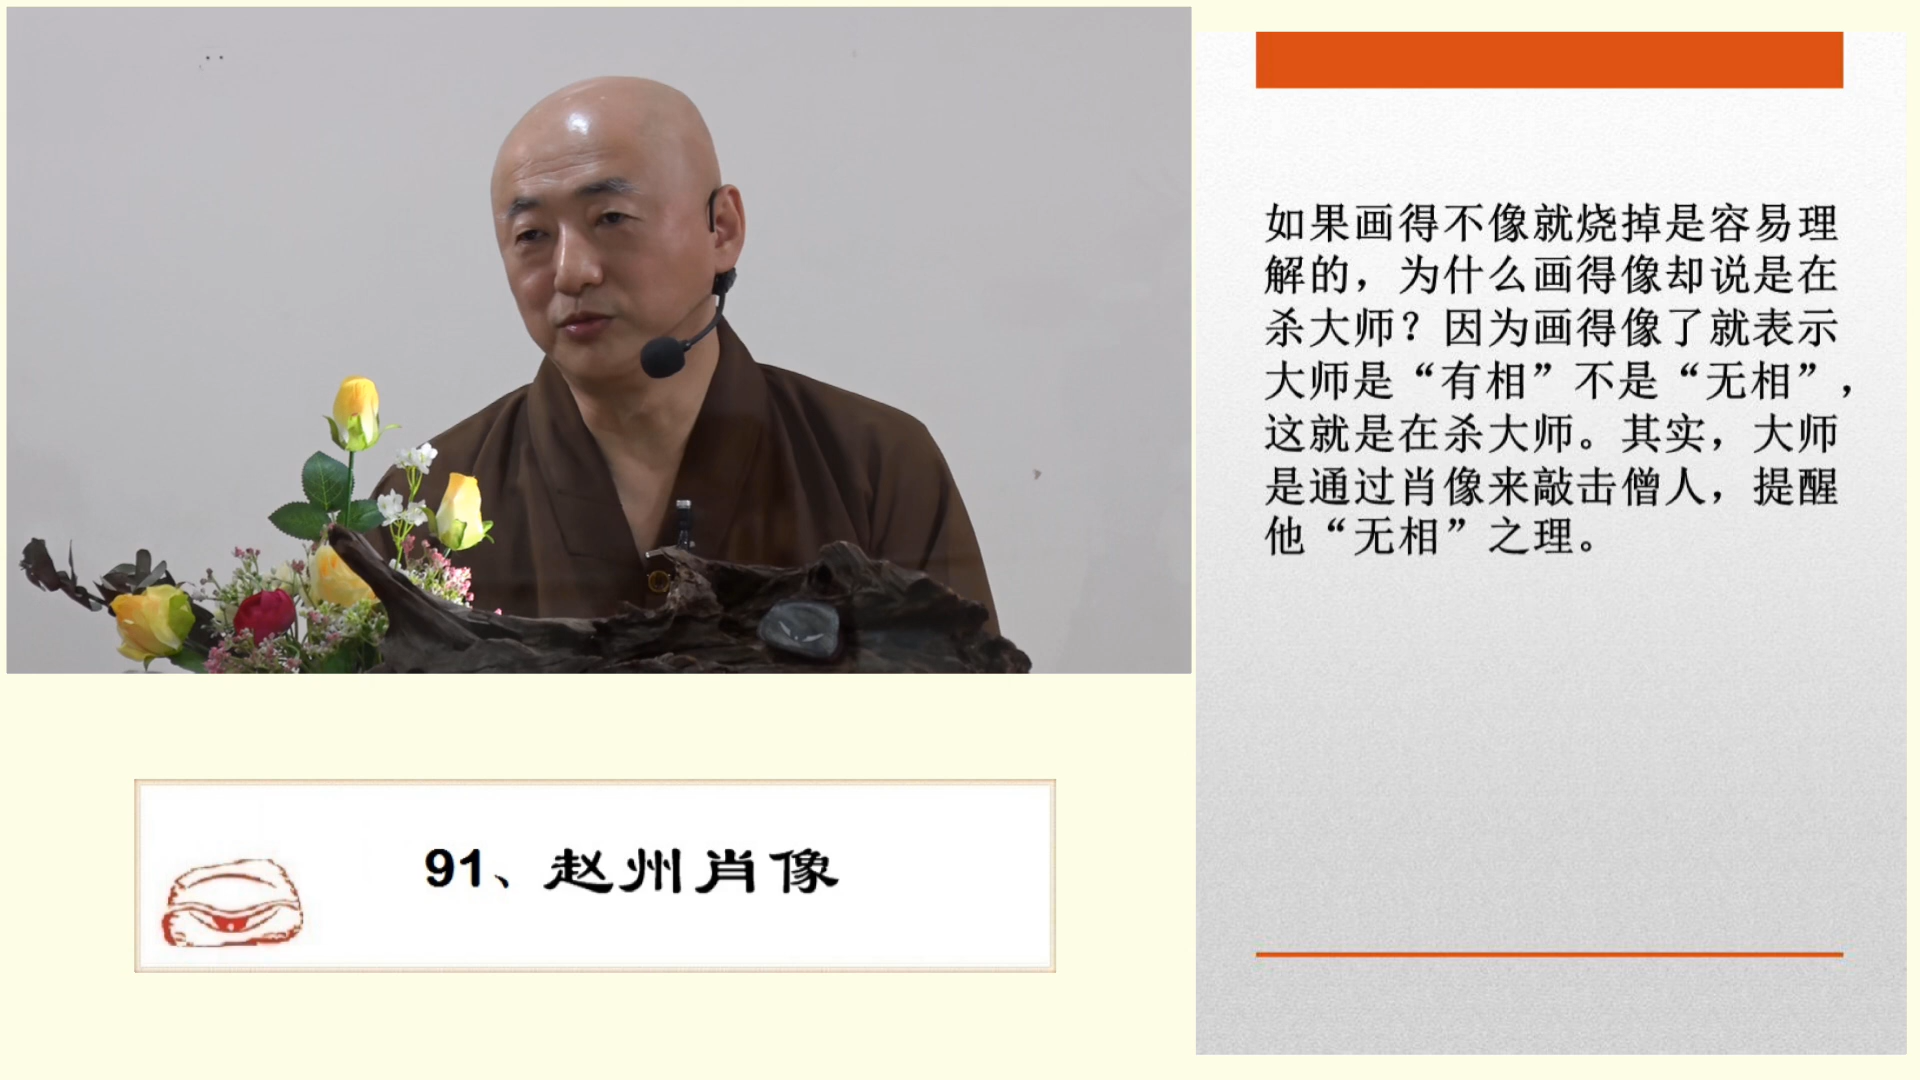 如果画得不像就烧掉是容易理
解的，为什么画得像却说是在
杀大师？因为画得像了就表示
大师是“有相”不是“无相”，
这就是在杀大师。其实，大师
是通过肖像来敲击僧人，提醒
他“无相”之理。
91、赵州肖像